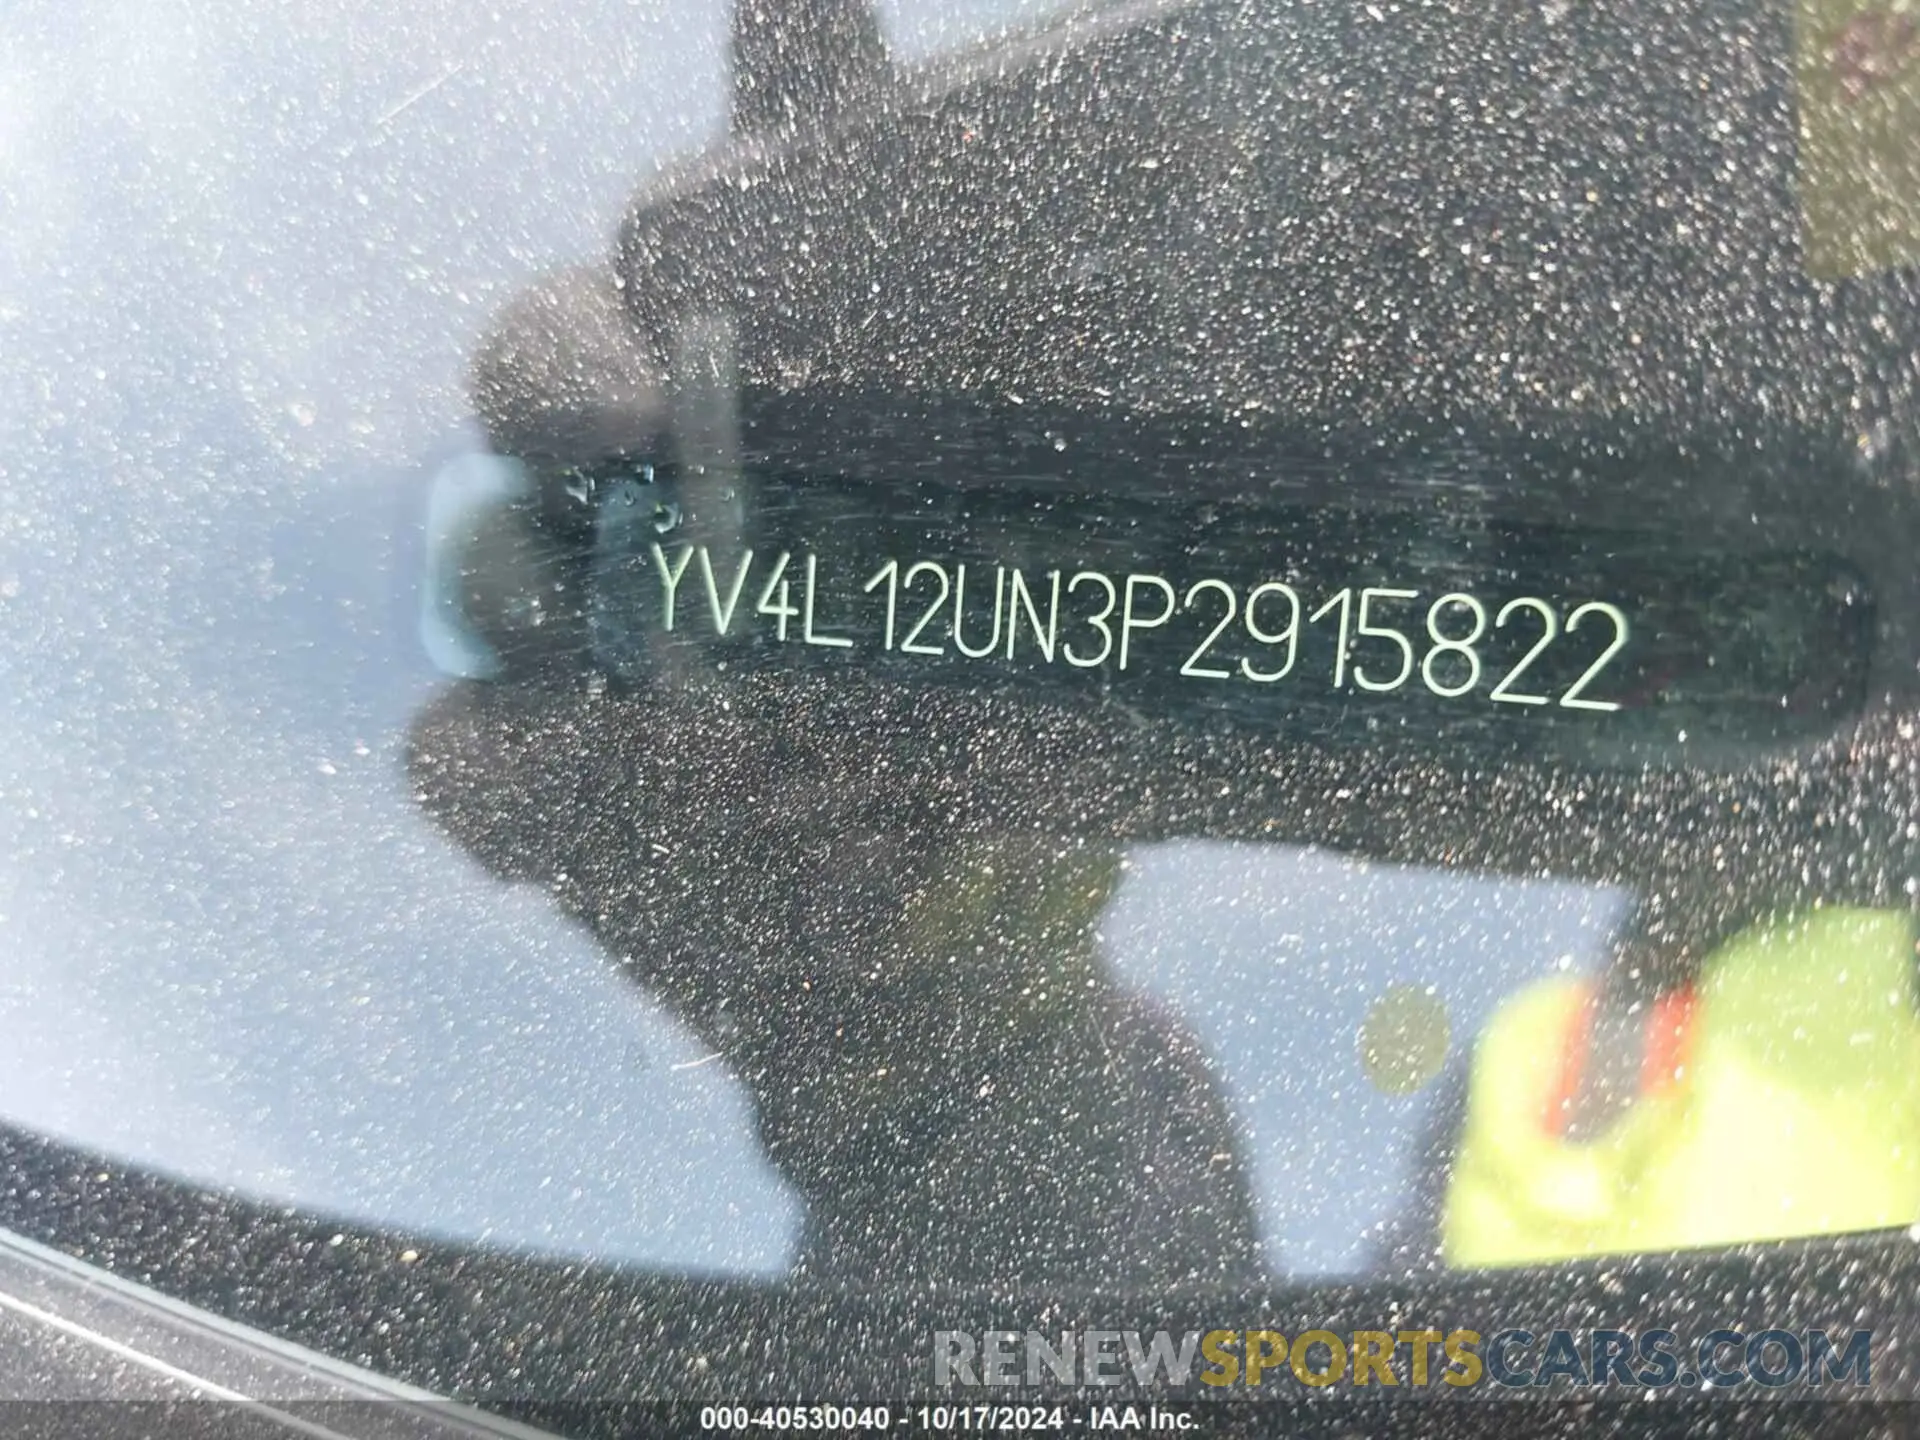 YV4L12UN3P2915822
RENEWSPORTSCARS.COM
000-40530040 - 10/17/2024 - IAA Inc.